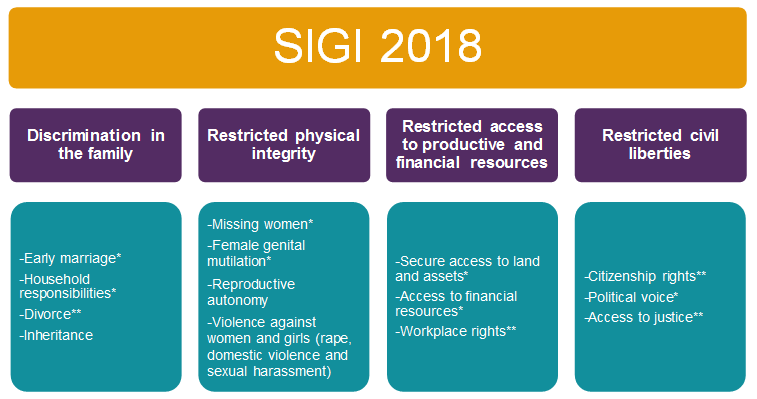 SIGI 2018
Discrimination in
the family
Restricted physical
integrity
Restricted access
to productive and
financial resources
Restricted civil
liberties
-Early marriage*
-Household
responsibilities*
-Divorce**
-Inheritance
-Missing women*
-Female genital
mutilation*
-Reproductive
autonomy
-Violence against
women and girls (rape,
domestic violence and
sexual harassment)
-Secure access to land
and assets*
-Access to financial
resources*
-Workplace rights**
-Citizenship rights**
-Political voice*
-Access to justice**